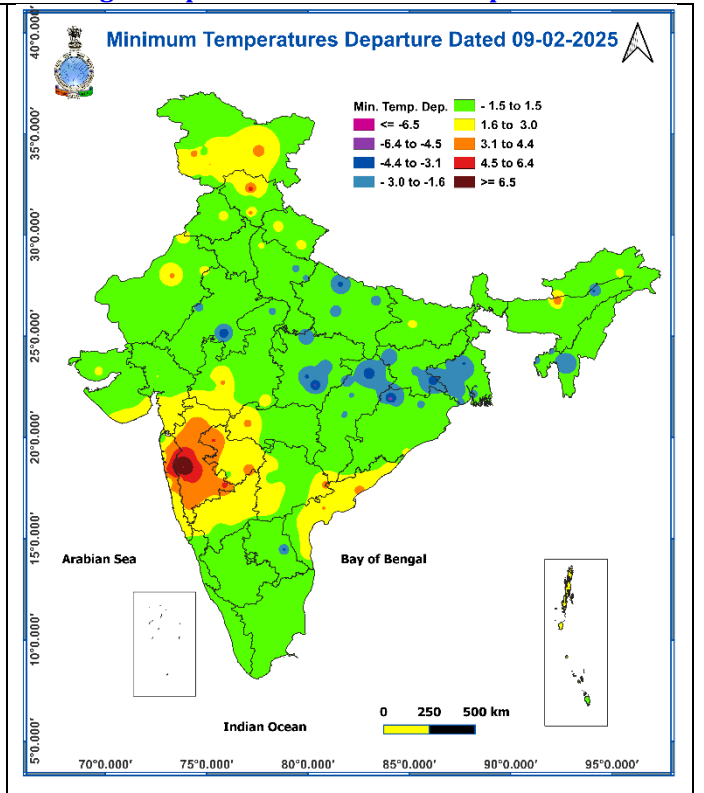 Minimum Temperatures Departure Dated 09-02-2025
Min. Temp. Dep.
<= -6.5
-6.4 to -4.5
-4.4 to -3.1
- 3.0 to -1.6
- 1.5 to 1.5
1.6 to 3.0
3.1 to 4.4
4.5 to 6.4
>= 6.5
40°0.000'
35°0.000'
30°0.000'
25°0.000'
20°0.000'
15°0.000'
10°0.000'
5°0.000'
Arabian Sea
Bay of Bengal
Indian Ocean
0 250 500 km
70°0.000' 75°0.000' 80°0.000' 85°0.000' 90°0.000' 95°0.000'